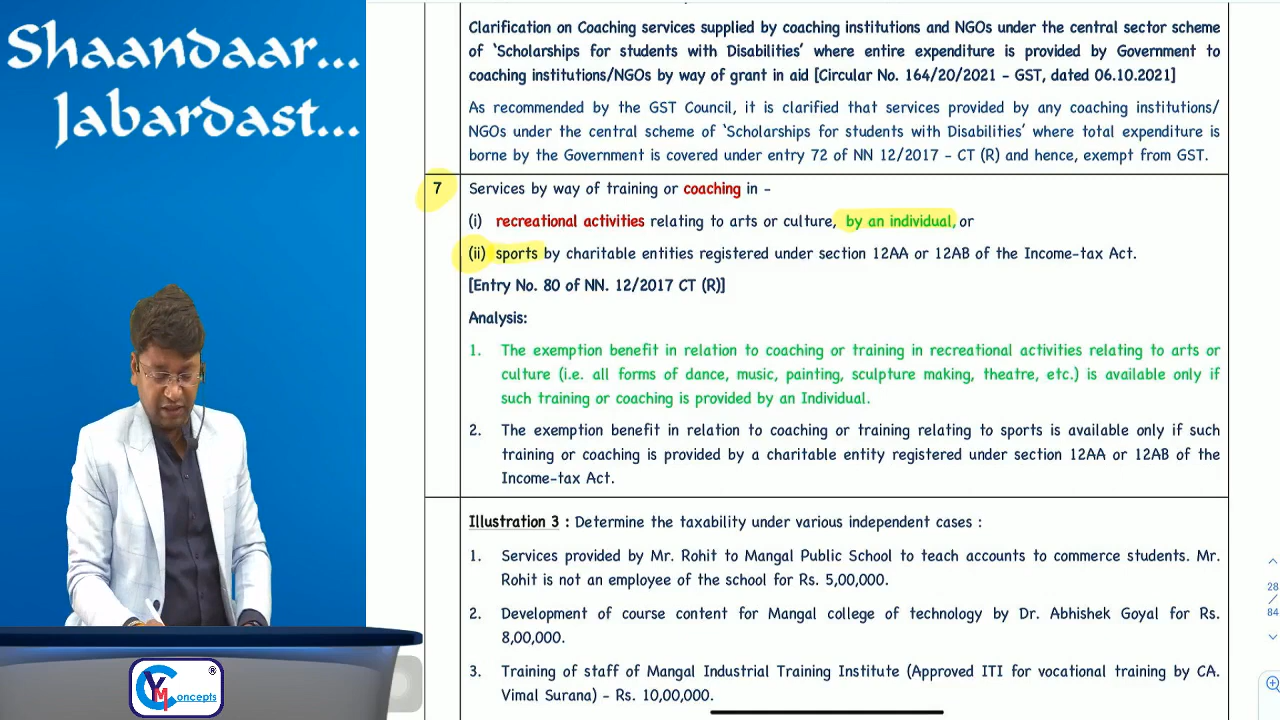 Shaandaar...
Jabardast...
Clarification on Coaching services supplied by coaching institutions and NGOs under the central sector scheme
of ‘Scholarships for students with Disabilities’ where entire expenditure is provided by Government to
coaching institutions/NGOs by way of grant in aid [Circular No. 164/20/2021 – GST, dated 06.10.2021]
As recommended by the GST Council, it is clarified that services provided by any coaching institutions/
NGOs under the central scheme of ‘Scholarships for students with Disabilities’ where total expenditure is
borne by the Government is covered under entry 72 of NN 12/2017 – CT (R) and hence, exempt from GST.
7
Services by way of training or coaching in –
(i) recreational activities relating to arts or culture, by an individual, or
(ii) sports by charitable entities registered under section 12AA or 12AB of the Income-tax Act.
[Entry No. 80 of NN. 12/2017 CT (R)]
Analysis:
1. The exemption benefit in relation to coaching or training in recreational activities relating to arts or
culture (i.e. all forms of dance, music, painting, sculpture making, theatre, etc.) is available only if
such training or coaching is provided by an Individual.
2. The exemption benefit in relation to coaching or training relating to sports is available only if such
training or coaching is provided by a charitable entity registered under section 12AA or 12AB of the
Income-tax Act.
Illustration 3 : Determine the taxability under various independent cases :
1. Services provided by Mr. Rohit to Mangal Public School to teach accounts to commerce students. Mr.
Rohit is not an employee of the school for Rs. 5,00,000.
2. Development of course content for Mangal college of technology by Dr. Abhishek Goyal for Rs.
8,00,000.
3. Training of staff of Mangal Industrial Training Institute (Approved ITI for vocational training by CA.
Vimal Surana) – Rs. 10,00,000.
28
/
84
YM Concepts ®